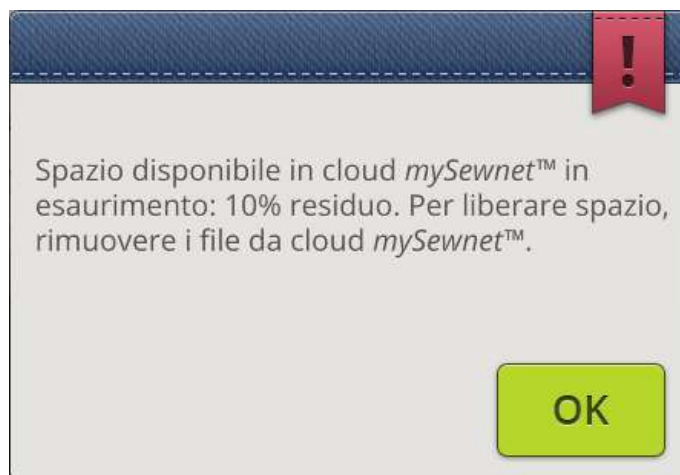 !
Spazio disponibile in cloud mySewnet™ in
esaurimento: 10% residuo. Per liberare spazio,
rimuovere i file da cloud mySewnet™.
OK